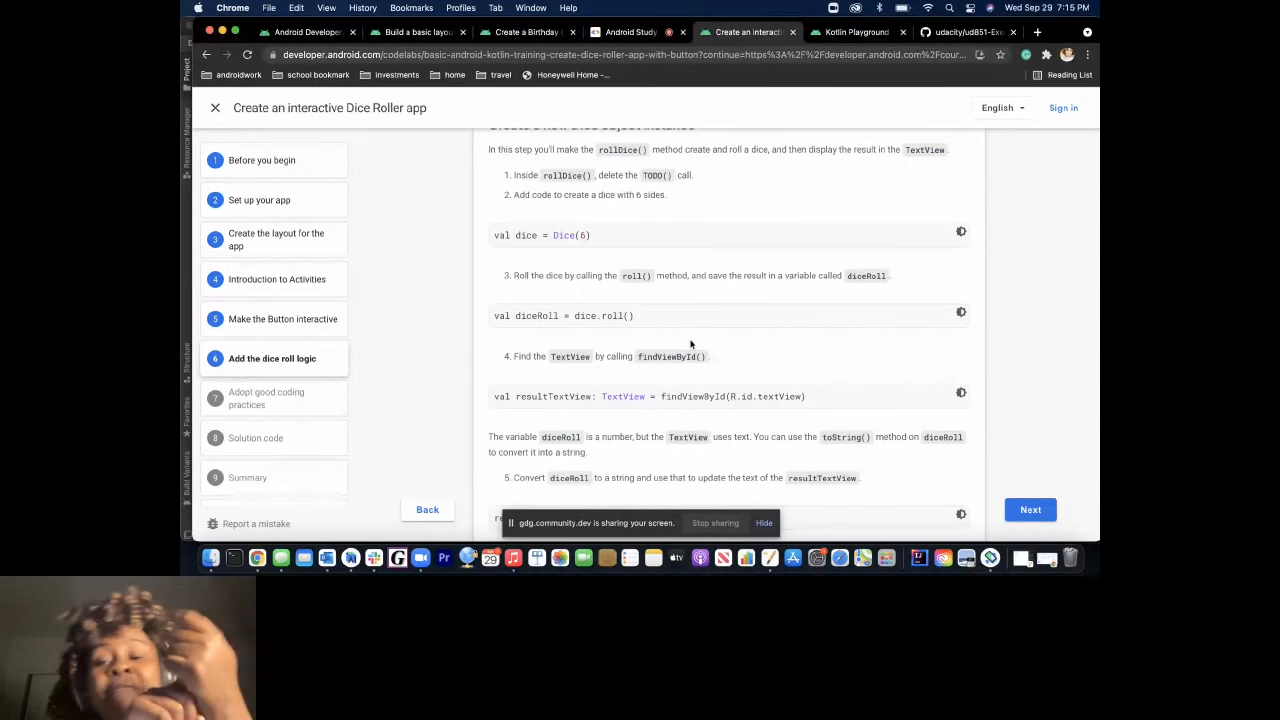 Chrome File Edit View History Bookmarks Profiles Tab Window Help Wed Sep 29 7:15 PM
Android Developer Build a basic layou Create a Birthday Android Study Create an interacti Kotlin Playground udacity/ud851-Exe
developer.android.com/codelabs/basic-android-kotlin-training-create-dice-roller-app-with-button?continue=https%3A%2F%2Fdeveloper.android.com%2Fcour...
androidwork school bookmark investments home travel Honeywell Home -... Reading List
Project
Resource Manager
Structure
Favorites
Build Variants
Create an interactive Dice Roller app
English
Sign in
1 Before you begin
2 Set up your app
3 Create the layout for the
app
4 Introduction to Activities
5 Make the Button interactive
6 Add the dice roll logic
7 Adopt good coding
practices
8 Solution code
9 Summary
Report a mistake
In this step you'll make the rollDice() method create and roll a dice, and then display the result in the TextView.
1. Inside rollDice(), delete the TODO() call.
2. Add code to create a dice with 6 sides.
val dice = Dice(6)
3. Roll the dice by calling the roll() method, and save the result in a variable called diceRoll.
val diceRoll = dice.roll()
4. Find the TextView by calling findViewById().
val resultTextView: TextView = findViewById(R.id.textView)
The variable diceRoll is a number, but the TextView uses text. You can use the toString() method on diceRoll
to convert it into a string.
5. Convert diceRoll to a string and use that to update the text of the resultTextView.
Back
Next
gdg.community.dev is sharing your screen. Stop sharing Hide